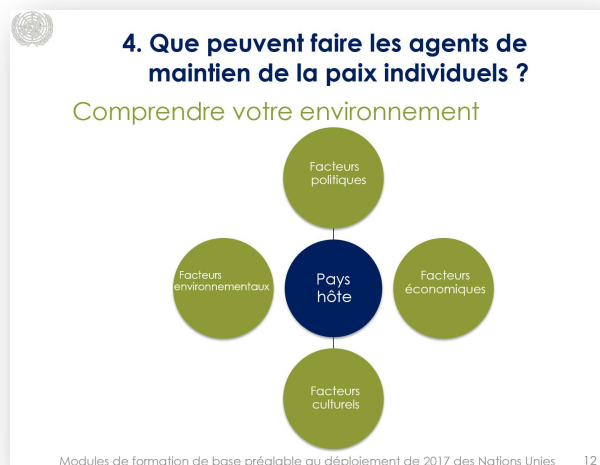 4. Que peuvent faire les agents de
maintien de la paix individuels ?
Comprendre votre environnement
Facteurs
politiques
Facteurs
environnementaux
Pays
hôte
Facteurs
économiques
Facteurs
culturels
Modules de formation de base préalable au déploiement de 2017 des Nations Unies 12